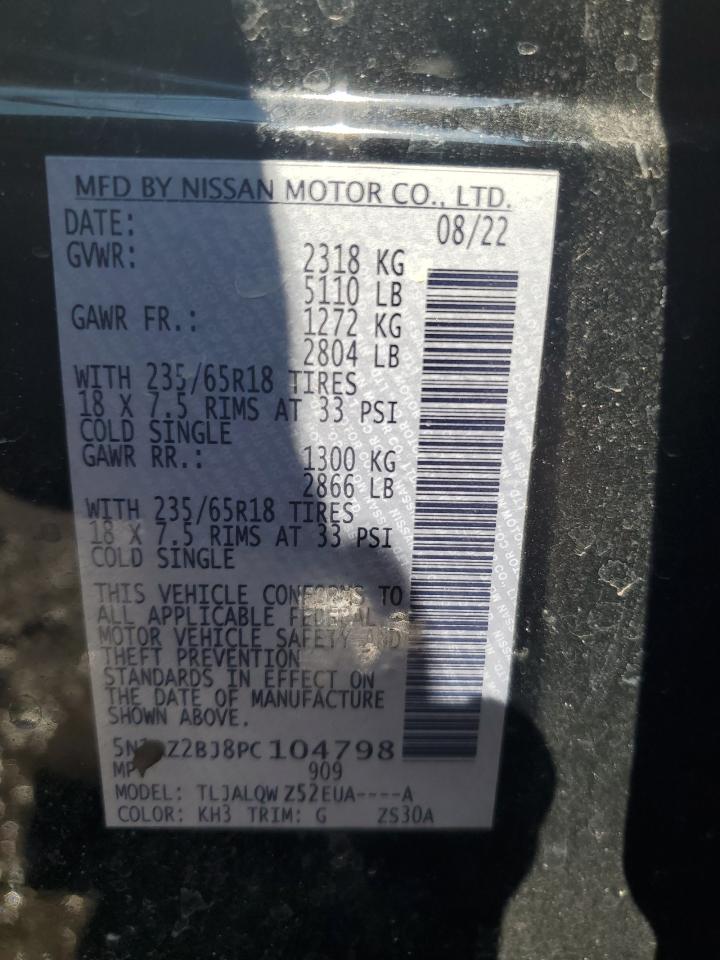 MFD BY NISSAN MOTOR CO., LTD.
DATE: 08/22
GVWR: 2318 KG
5110 LB
GAWR FR.: 1272 KG
2804 LB
WITH 235/65R18 TIRES
18 X 7.5 RIMS AT 33 PSI
COLD SINGLE
GAWR RR.: 1300 KG
2866 LB
WITH 235/65R18 TIRES
18 X 7.5 RIMS AT 33 PSI
COLD SINGLE
THIS VEHICLE CONFORMS TO
ALL APPLICABLE FEDERAL
MOTOR VEHICLE SAFETY AND
THEFT PREVENTION
STANDARDS IN EFFECT ON
THE DATE OF MANUFACTURE
SHOWN ABOVE.
104798
909
MODEL: TLJALQW Z52EUA----A
COLOR: KH3 TRIM: G ZS30A